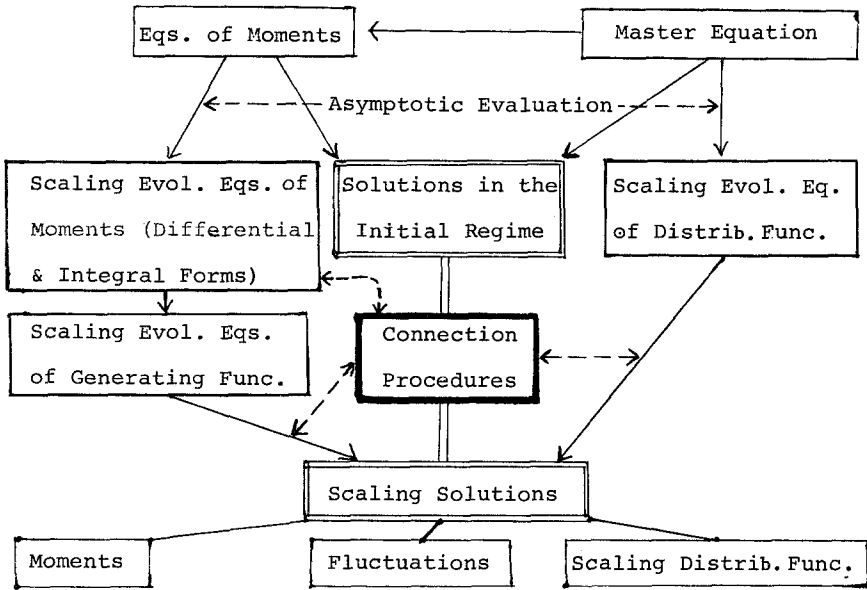 Eqs. of Moments
Master Equation
Asymptotic Evaluation
Scaling Evol. Eqs. of
Moments (Differential
& Integral Forms)
Solutions in the
Initial Regime
Scaling Evol. Eq.
of Distrib. Func.
Scaling Evol. Eqs.
of Generating Func.
Connection
Procedures
Scaling Solutions
Moments
Fluctuations
Scaling Distrib. Func.